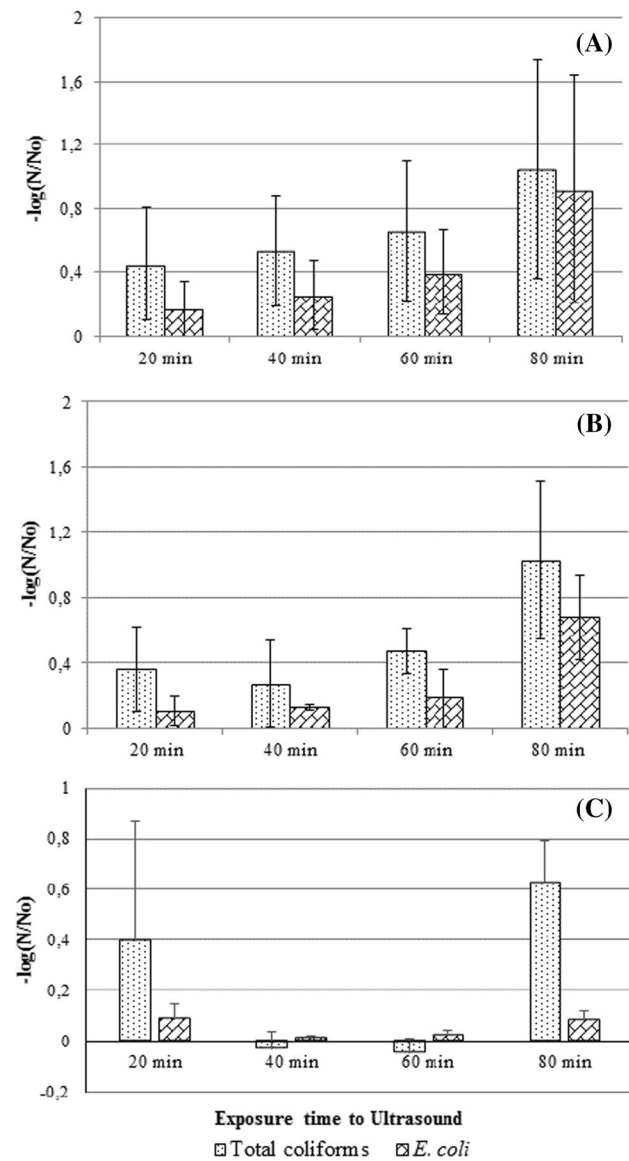 2
(A)
1,6
1,2
0,8
0,4
0
-log(N/No)
20 min 40 min 60 min 80 min
2
(B)
1,6
1,2
0,8
0,4
0
-log(N/No)
20 min 40 min 60 min 80 min
1
(C)
0,8
0,6
0,4
0,2
0
-0,2
-log(N/No)
20 min 40 min 60 min 80 min
Exposure time to Ultrasound
Total coliforms E. coli